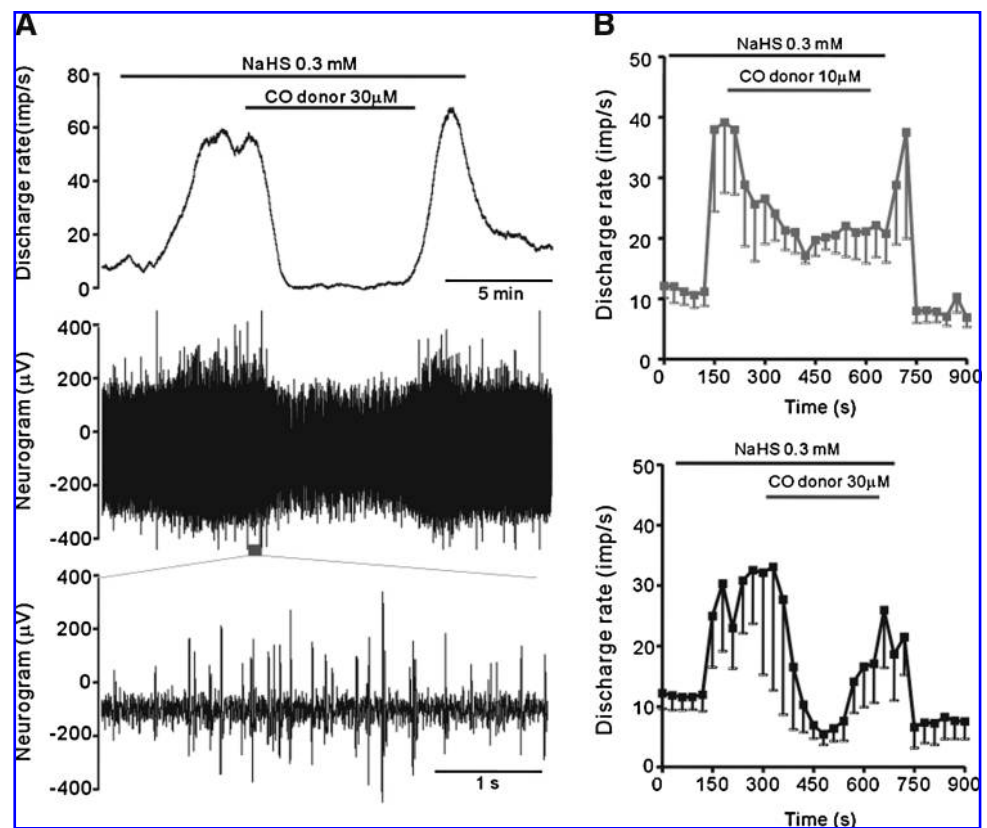 A
NaHS 0.3 mM
CO donor 30µM
Discharge rate(imp/s)
80
60
40
20
0
5 min
Neurogram (µV)
400
200
0
-200
-400
Neurogram (µV)
400
200
0
-200
-400
1 s
B
NaHS 0.3 mM
CO donor 10µM
Discharge rate (imp/s)
50
40
30
20
10
0
0 150 300 450 600 750 900
Time (s)
NaHS 0.3 mM
CO donor 30µM
Discharge rate (imp/s)
50
40
30
20
10
0
0 150 300 450 600 750 900
Time (s)